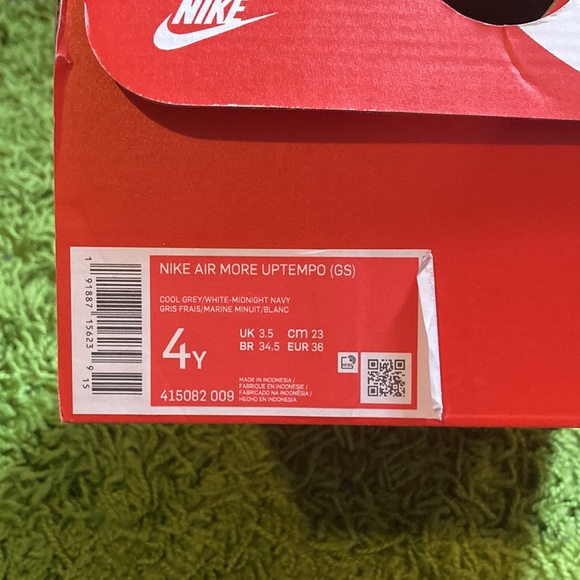 NIKE
NIKE AIR MORE UPTEMPO (GS)
COOL GREY/WHITE-MIDNIGHT NAVY
GRIS FRAIS/MARINE MINUIT/BLANC
4Y
UK 3.5 cm 23
BR 34.5 EUR 36
415082 009
MADE IN INDONESIA/
FABRIQUE EN INDONÉSIE/
FABRICADO NA INDONÉSIA/
HECHO EN INDONESIA
1 91887 15623 9 15